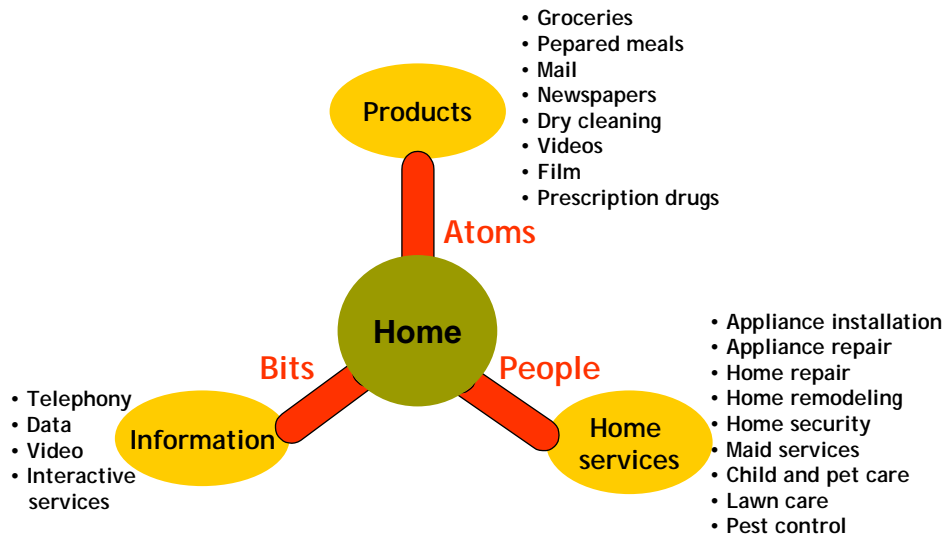 • Groceries
• Pepared meals
• Mail
• Newspapers
• Dry cleaning
• Videos
• Film
• Prescription drugs
Products
Atoms
Home
Bits
People
• Telephony
• Data
• Video
• Interactive
services
Information
Home
services
• Appliance installation
• Appliance repair
• Home repair
• Home remodeling
• Home security
• Maid services
• Child and pet care
• Lawn care
• Pest control